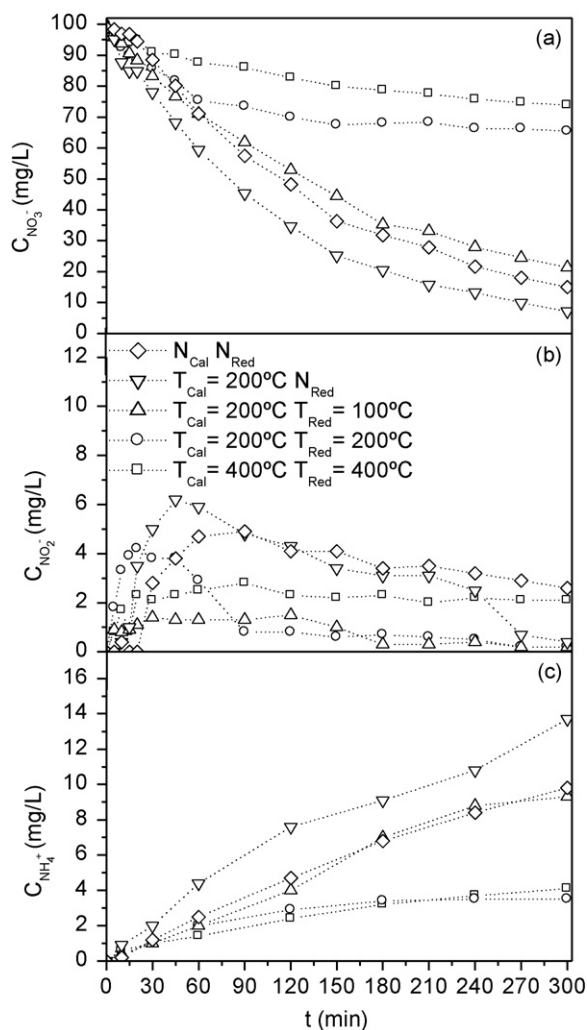 100
90
80
70
60
50
40
30
20
10
0
C_NO₃⁻ (mg/L)
(a)
12
10
8
6
4
2
0
C_NO₂⁻ (mg/L)
(b)
N_Cal N_Red
T_Cal = 200ºC N_Red
T_Cal = 200ºC T_Red = 100ºC
T_Cal = 200ºC T_Red = 200ºC
T_Cal = 400ºC T_Red = 400ºC
16
14
12
10
8
6
4
2
0
C_NH₄⁺ (mg/L)
(c)
0 30 60 90 120 150 180 210 240 270 300
t (min)